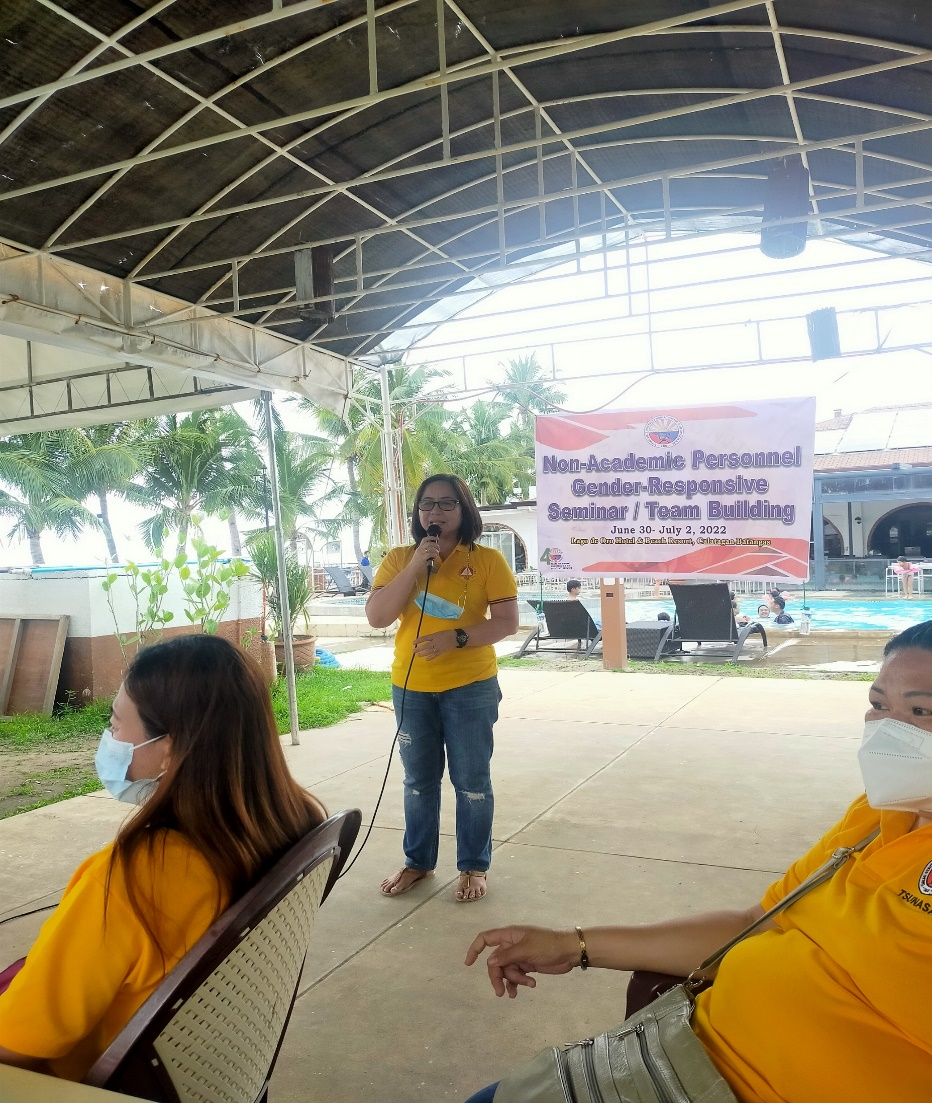 Non-Academic Personnel
Gender-Responsive
Seminar / Team Building
June 30- July 2, 2022
Lago de Oro Hotel & Beach Resort, Calatagan Batangas
TSUNASA